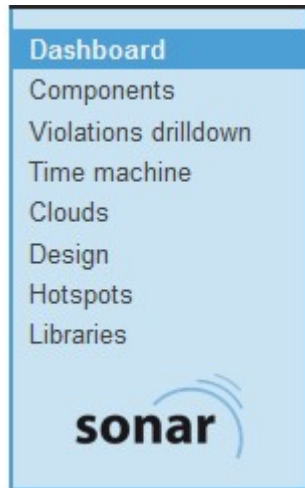 Dashboard
Components
Violations drilldown
Time machine
Clouds
Design
Hotspots
Libraries
sonar